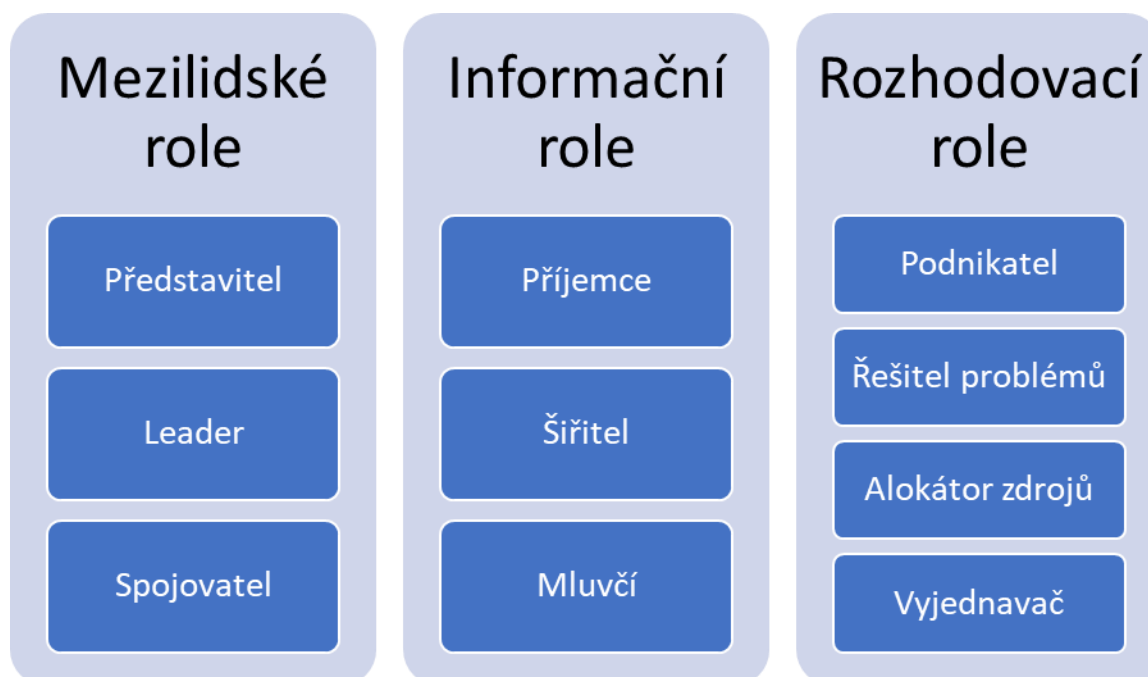 Mezilidské
role
Představitel
Leader
Spojovatel
Informační
role
Příjemce
Šiřitel
Mluvčí
Rozhodovací
role
Podnikatel
Řešitel problémů
Alokátor zdrojů
Vyjednavač